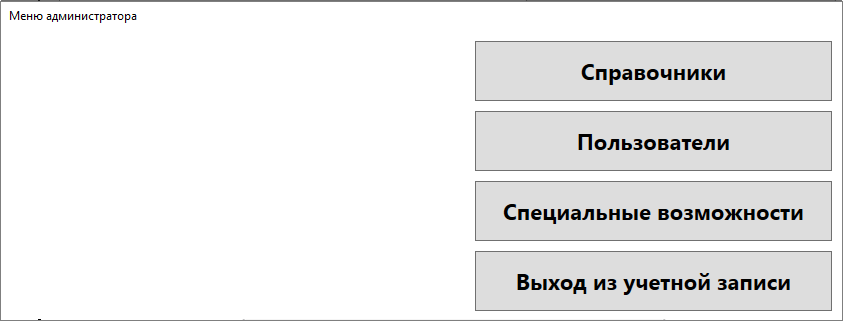 Меню администратора
Справочники
Пользователи
Специальные возможности
Выход из учетной записи